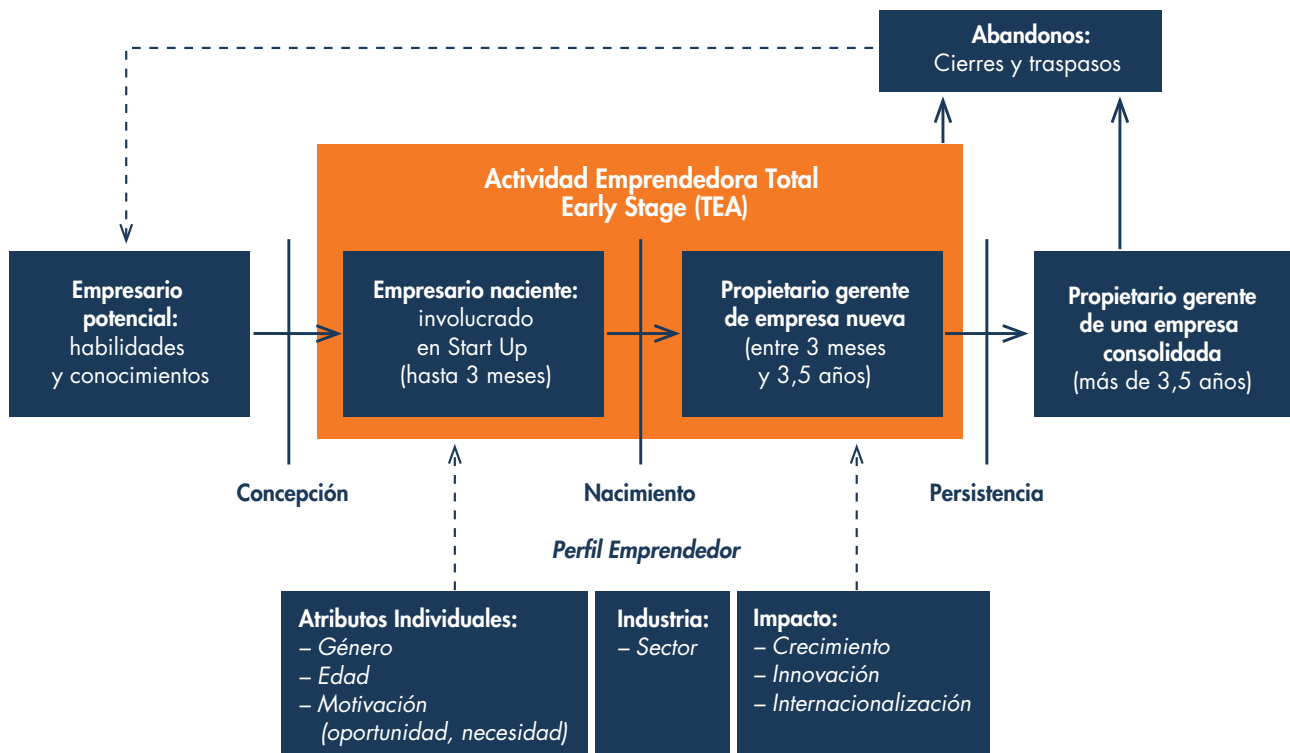 Abandonos:
Cierres y traspasos
Actividad Emprendedora Total
Early Stage (TEA)
Empresario
potencial:
habilidades
y conocimientos
Empresario naciente:
involucrado
en Start Up
(hasta 3 meses)
Propietario gerente
de empresa nueva
(entre 3 meses
y 3,5 años)
Propietario gerente
de una empresa
consolidada
(más de 3,5 años)
Concepción
Nacimiento
Persistencia
Perfil Emprendedor
Atributos Individuales:
– Género
– Edad
– Motivación
(oportunidad, necesidad)
Industria:
– Sector
Impacto:
– Crecimiento
– Innovación
– Internacionalización